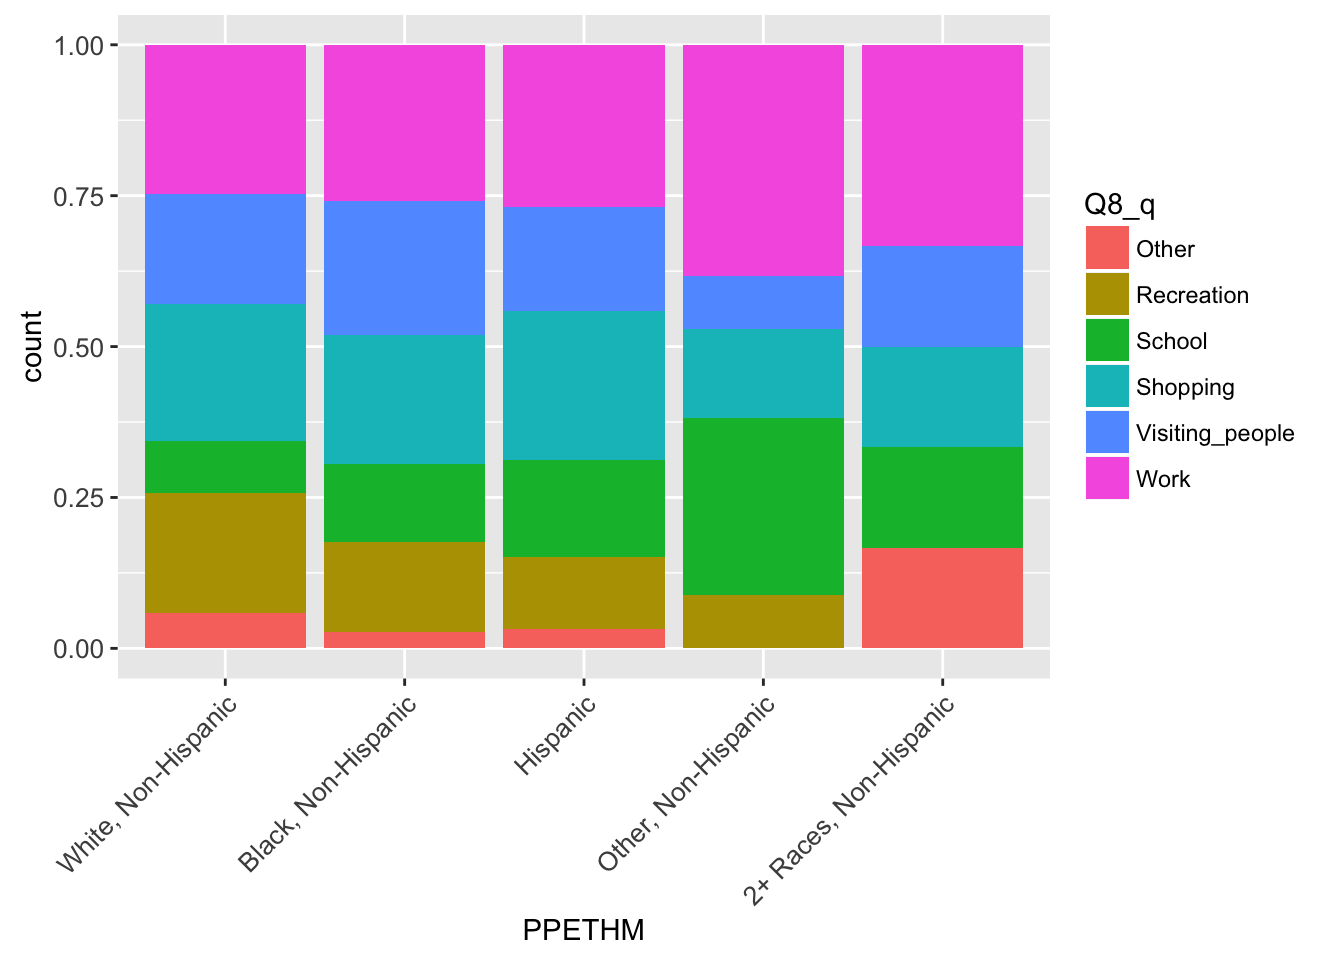 1.00
0.75
0.50
0.25
0.00
count
White, Non-Hispanic
Black, Non-Hispanic
Hispanic
Other, Non-Hispanic
2+ Races, Non-Hispanic
PPETHM
Q8_q
Other
Recreation
School
Shopping
Visiting_people
Work